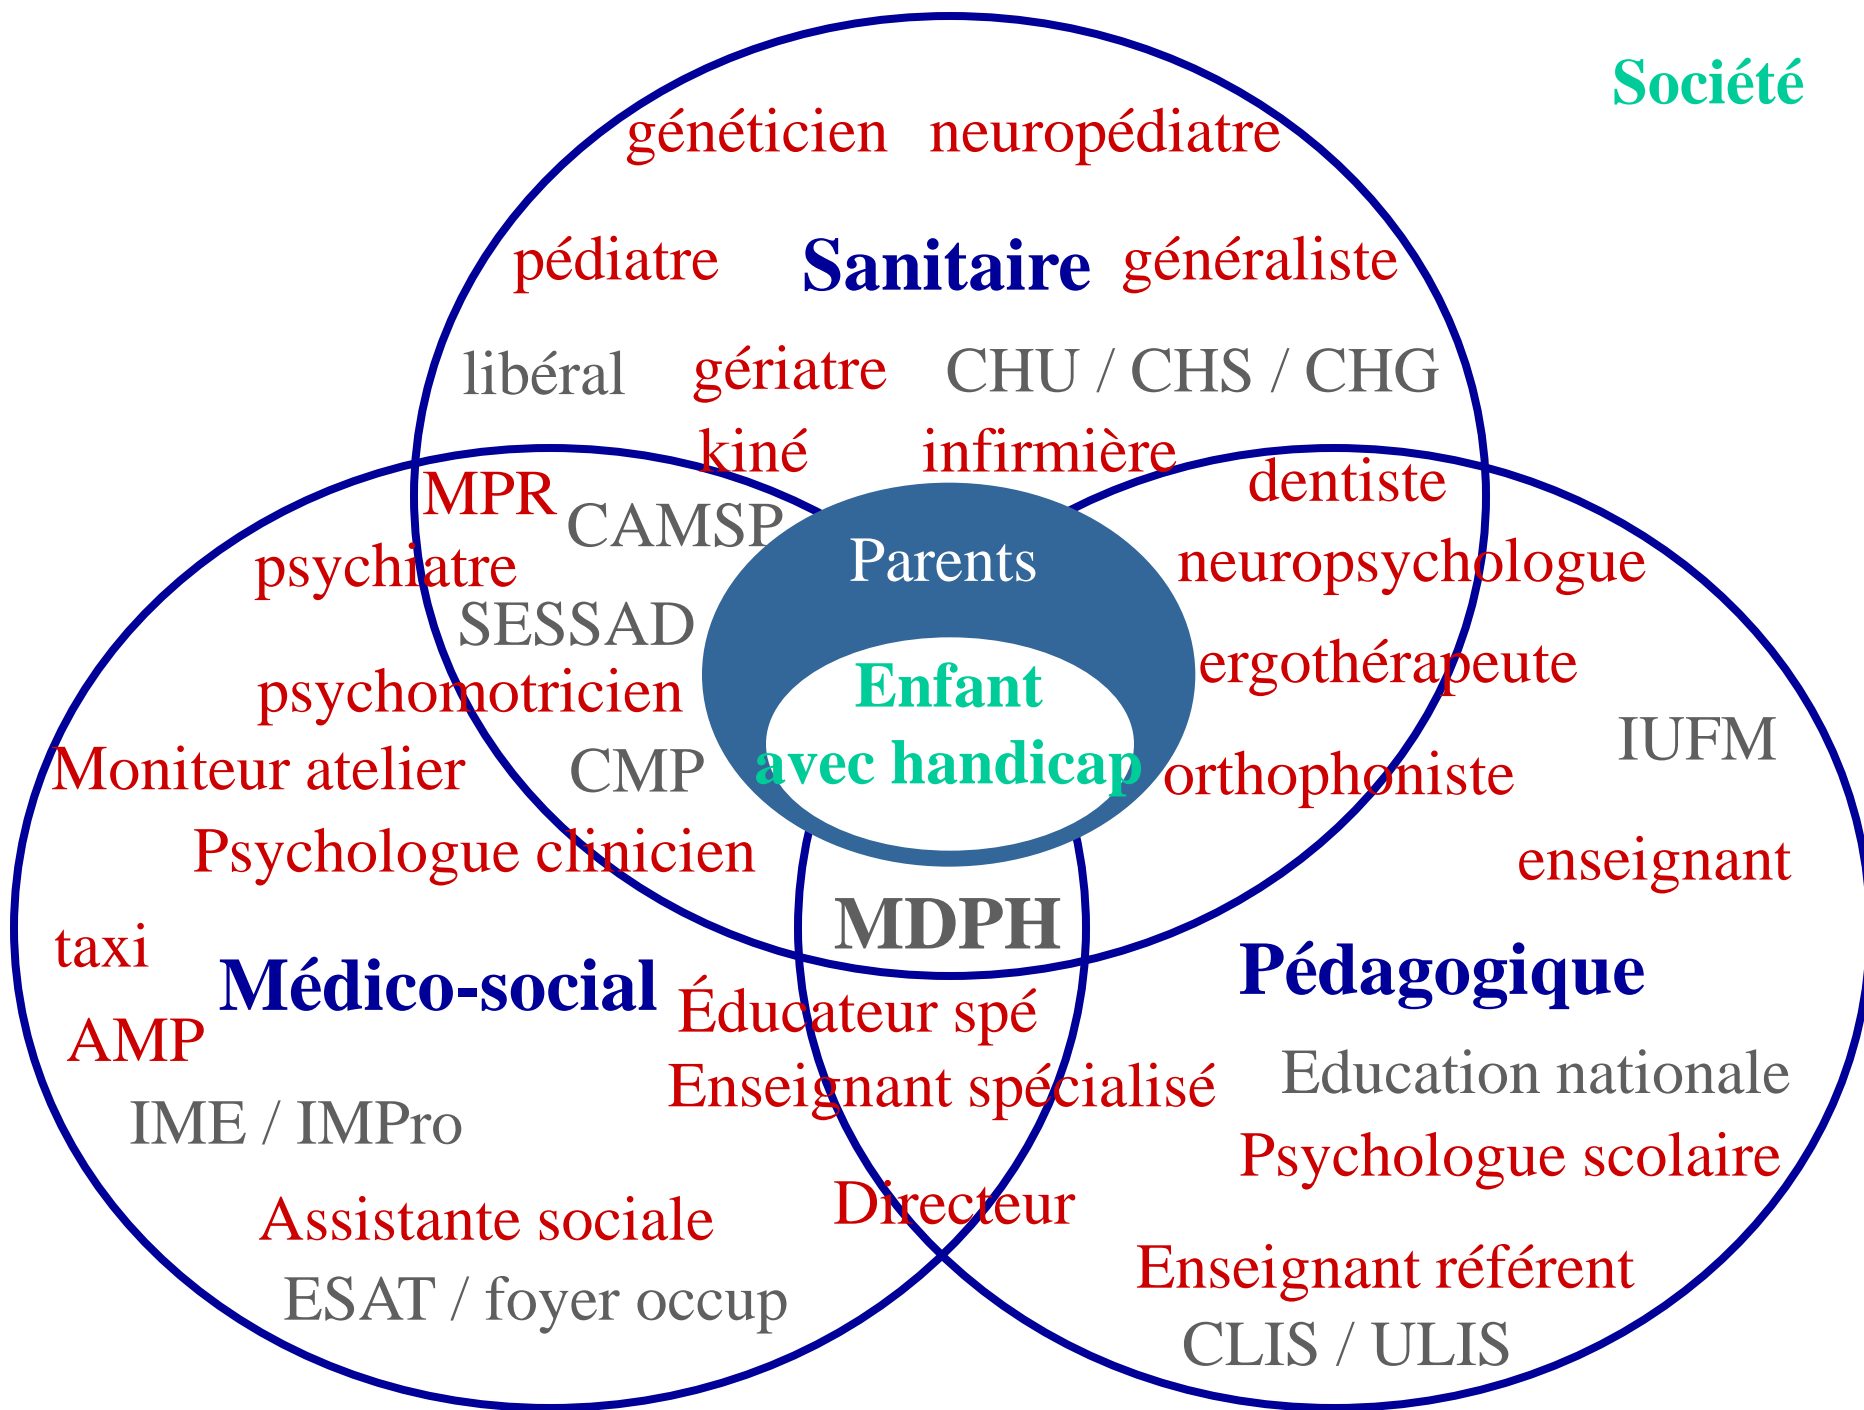 Société
généticien neuropédiatre
pédiatre Sanitaire généraliste
libéral gériatre CHU / CHS / CHG
kiné infirmière
MPR CAMSP dentiste
psychiatre Parents neuropsychologue
SESSAD
psychomotricien Enfant ergothérapeute
Moniteur atelier CMP avec handicap orthophoniste IUFM
Psychologue clinicien enseignant
taxi MDPH
Médico-social Éducateur spé Pédagogique
AMP Enseignant spécialisé Education nationale
IME / IMPro Psychologue scolaire
Assistante sociale Directeur
ESAT / foyer occup Enseignant référent
CLIS / ULIS